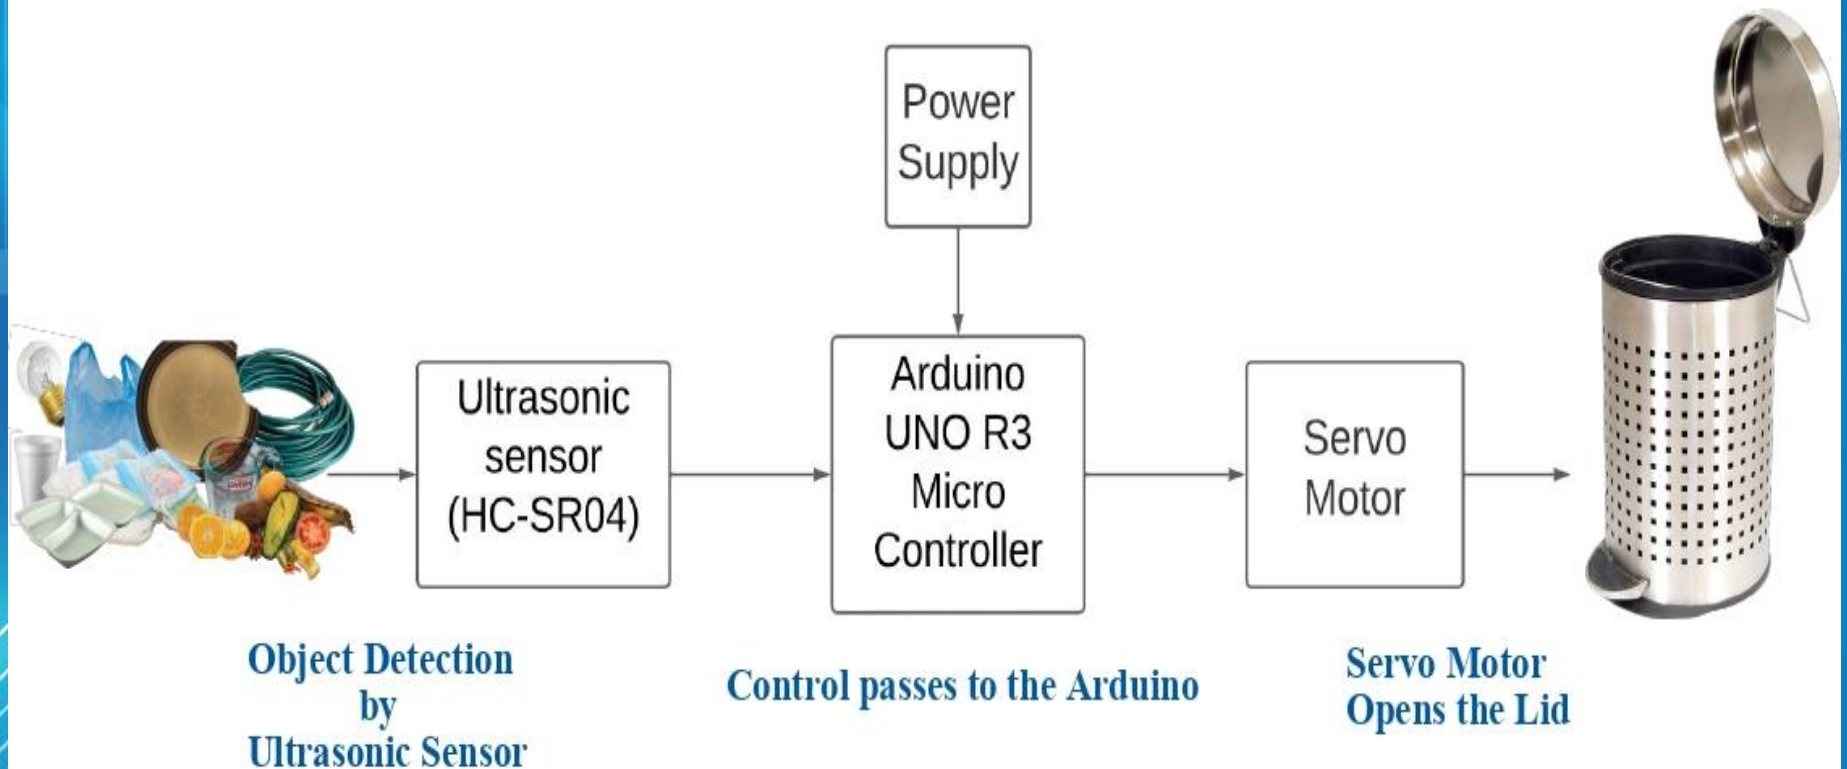 Power
Supply
Ultrasonic
sensor
(HC-SR04)
Arduino
UNO R3
Micro
Controller
Servo
Motor
Object Detection
by
Ultrasonic Sensor
Control passes to the Arduino
Servo Motor
Opens the Lid